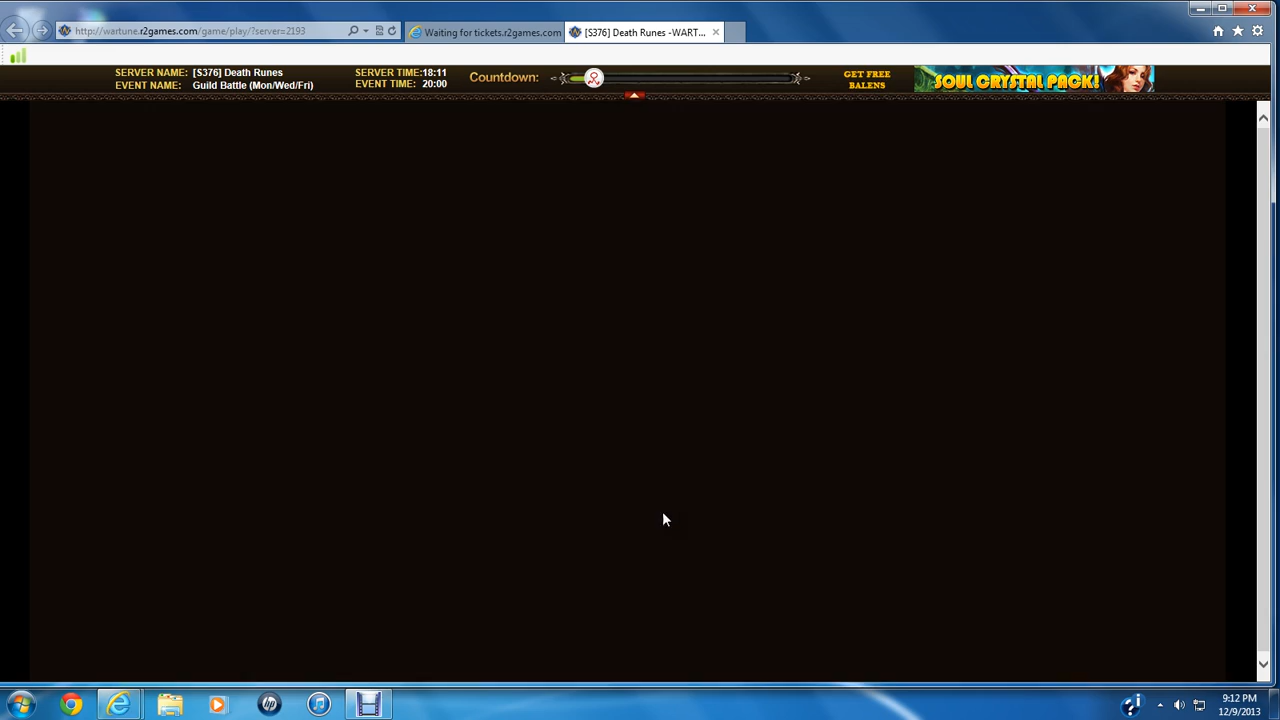 http://wartune.r2games.com/game/play/?server=2193
Waiting for tickets.r2games.com
[S376] Death Runes -WART...
SERVER NAME: [S376] Death Runes
EVENT NAME: Guild Battle (Mon/Wed/Fri)
SERVER TIME:18:11
EVENT TIME: 20:00
Countdown:
GET FREE
BALENS
SOUL CRYSTAL PACK!
hp
9:12 PM
12/9/2013